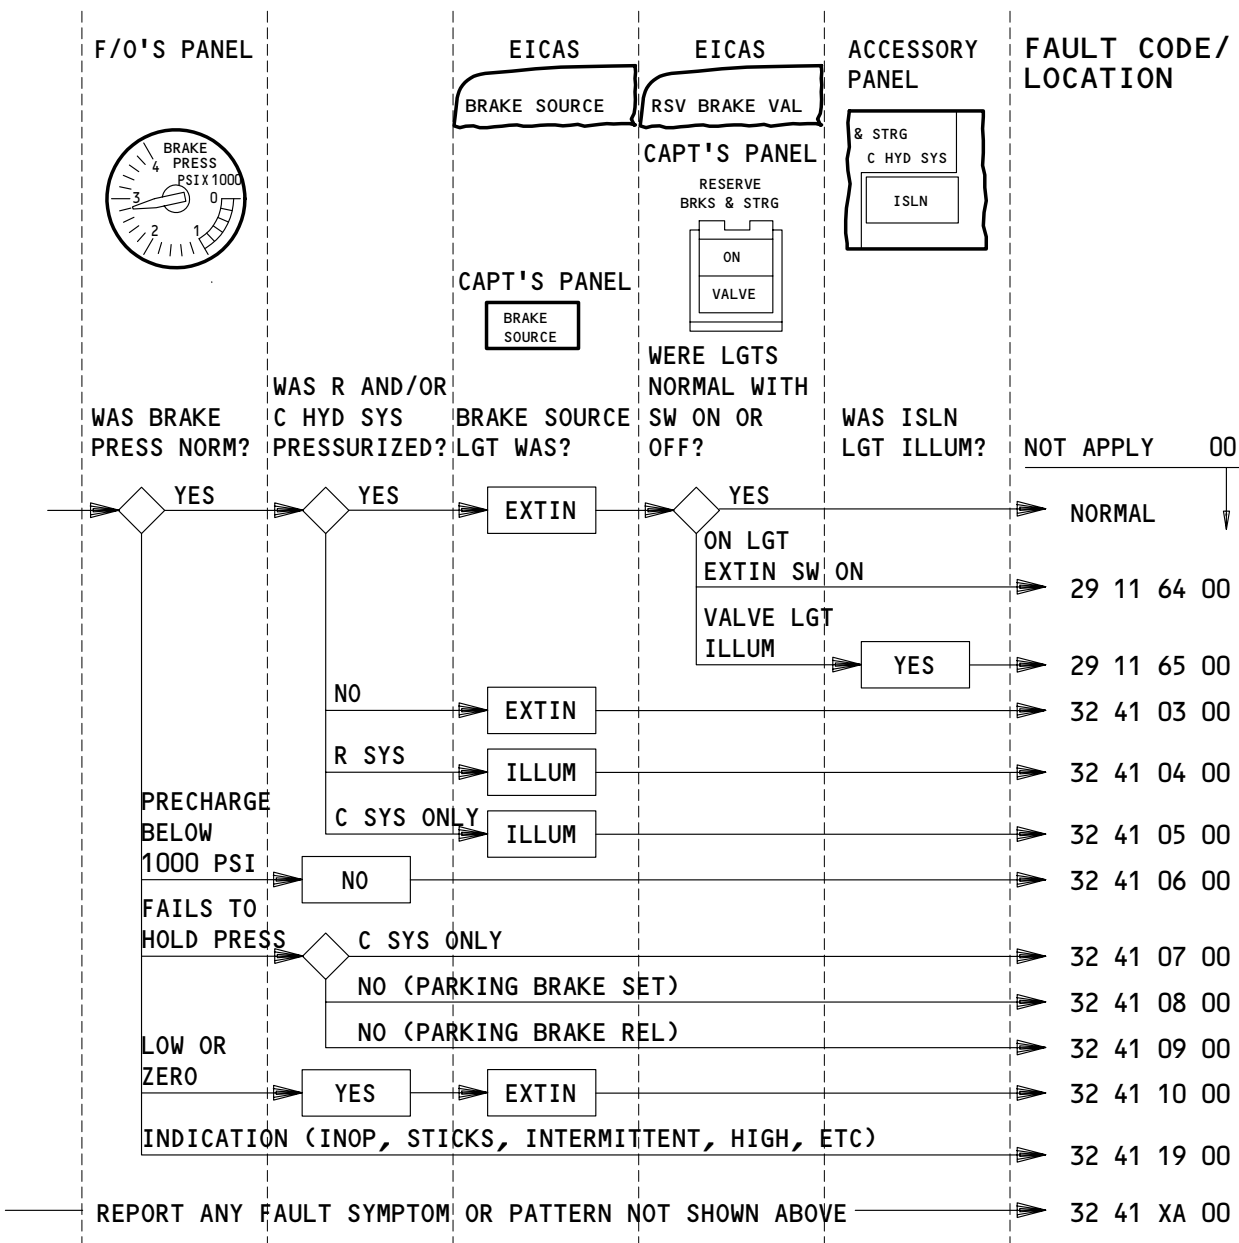 F/O'S PANEL
EICAS
EICAS
ACCESSORY
PANEL
FAULT CODE/
LOCATION
BRAKE SOURCE
RSV BRAKE VAL
BRAKE
PRESS
PSIX1000
4
3
2
1
0
CAPT'S PANEL
RESERVE
BRKS & STRG
ON
VALVE
& STRG
C HYD SYS
ISLN
CAPT'S PANEL
BRAKE
SOURCE
WAS BRAKE
PRESS NORM?
WAS R AND/OR
C HYD SYS
PRESSURIZED?
BRAKE SOURCE
LGT WAS?
WERE LGTS
NORMAL WITH
SW ON OR
OFF?
WAS ISLN
LGT ILLUM?
NOT APPLY 00
YES
YES
EXTIN
YES
NORMAL
ON LGT
EXTIN SW ON
29 11 64 00
VALVE LGT
ILLUM
YES
29 11 65 00
NO
EXTIN
32 41 03 00
R SYS
ILLUM
32 41 04 00
C SYS ONLY
ILLUM
32 41 05 00
PRECHARGE
BELOW
1000 PSI
NO
32 41 06 00
FAILS TO
HOLD PRESS
C SYS ONLY
32 41 07 00
NO (PARKING BRAKE SET)
32 41 08 00
NO (PARKING BRAKE REL)
32 41 09 00
LOW OR
ZERO
YES
EXTIN
32 41 10 00
INDICATION (INOP, STICKS, INTERMITTENT, HIGH, ETC)
32 41 19 00
REPORT ANY FAULT SYMPTOM OR PATTERN NOT SHOWN ABOVE
32 41 XA 00